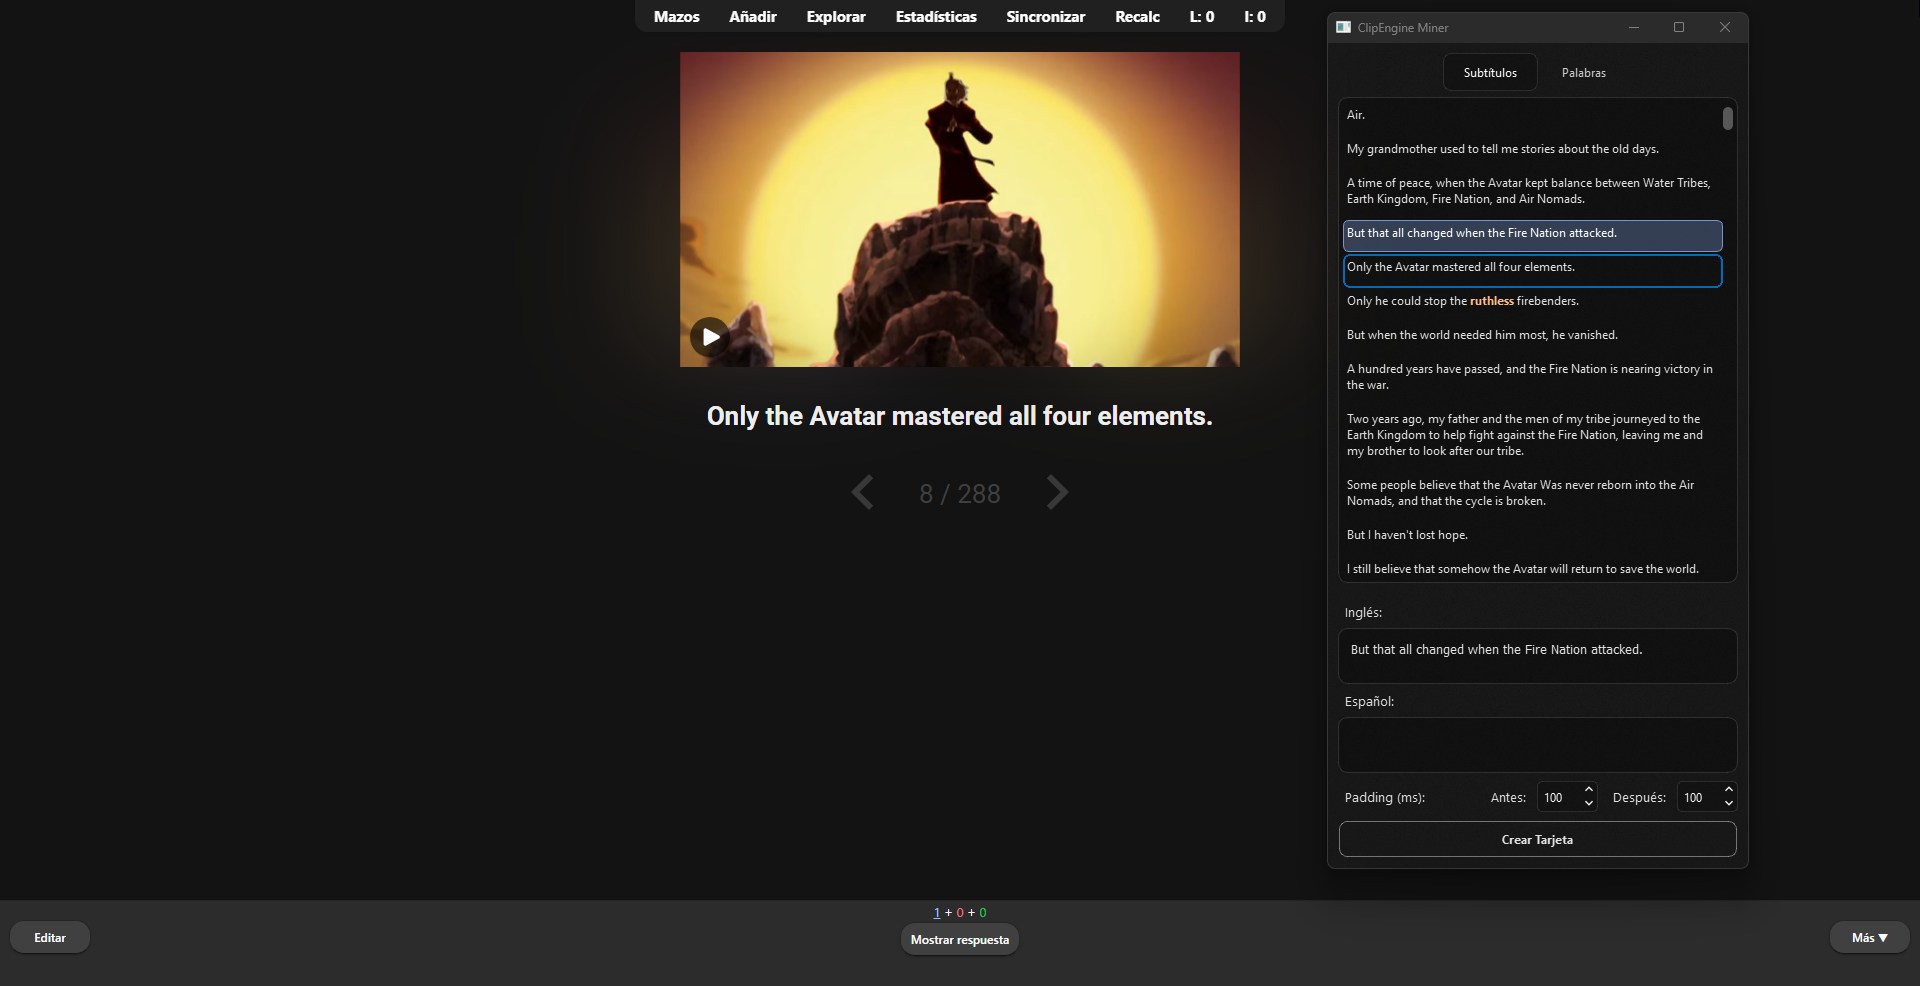 Mazos Añadir Explorar Estadísticas Sincronizar Recalc L: 0 I: 0
Only the Avatar mastered all four elements.
8 / 288
ClipEngine Miner
Subtítulos Palabras
Air.
My grandmother used to tell me stories about the old days.
A time of peace, when the Avatar kept balance between Water Tribes,
Earth Kingdom, Fire Nation, and Air Nomads.
But that all changed when the Fire Nation attacked.
Only the Avatar mastered all four elements.
Only he could stop the ruthless firebenders.
But when the world needed him most, he vanished.
A hundred years have passed, and the Fire Nation is nearing victory in
the war.
Two years ago, my father and the men of my tribe journeyed to the
Earth Kingdom to help fight against the Fire Nation, leaving me and
my brother to look after our tribe.
Some people believe that the Avatar Was never reborn into the Air
Nomads, and that the cycle is broken.
But I haven't lost hope.
I still believe that somehow the Avatar will return to save the world.
Inglés:
But that all changed when the Fire Nation attacked.
Español:
Padding (ms): Antes: 100 Después: 100
Crear Tarjeta
1 + 0 + 0
Editar Mostrar respuesta Más ▼